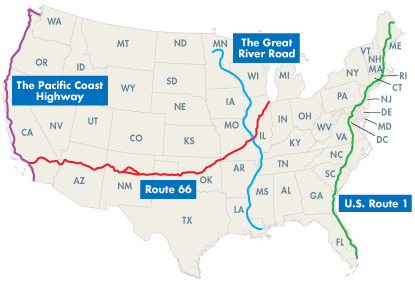 WA
MT
ND
MN
The Great
River Road
ME
VT
NH
MA
OR
ID
SD
WI
MI
NY
RI
CT
The Pacific Coast
Highway
WY
IA
PA
NJ
NE
DE
NV
UT
CO
IL
IN
OH
WV
MD
CA
KS
MO
KY
VA
DC
AZ
NM
Route 66
OK
AR
TN
NC
SC
TX
LA
MS
AL
GA
U.S. Route 1
FL